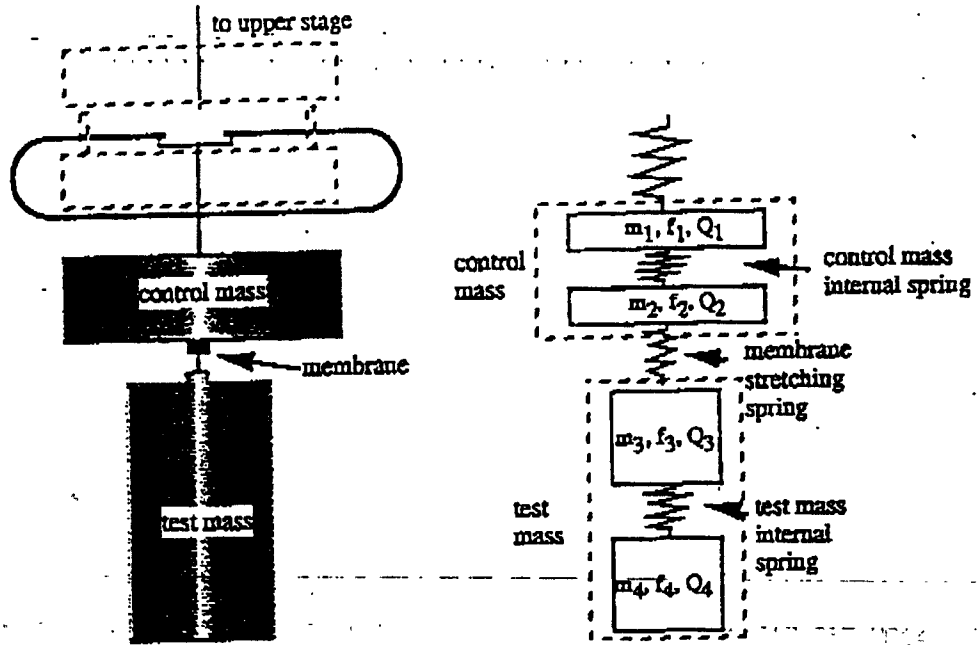 to upper stage
control mass
membrane
test mass
m1, f1, Q1
control
mass
control mass
internal spring
m2, f2, Q2
membrane
stretching
spring
m3, f3, Q3
test
mass
test mass
internal
spring
m4, f4, Q4